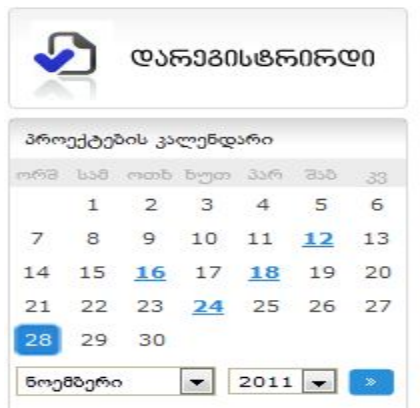 დარეგისტრირდი
პროექტების კალენდარი
ორშ სამ ოთხ ხუთ პარ შაბ კვ
1 2 3 4 5 6
7 8 9 10 11 12 13
14 15 16 17 18 19 20
21 22 23 24 25 26 27
28 29 30
ნოემბერი 2011 »